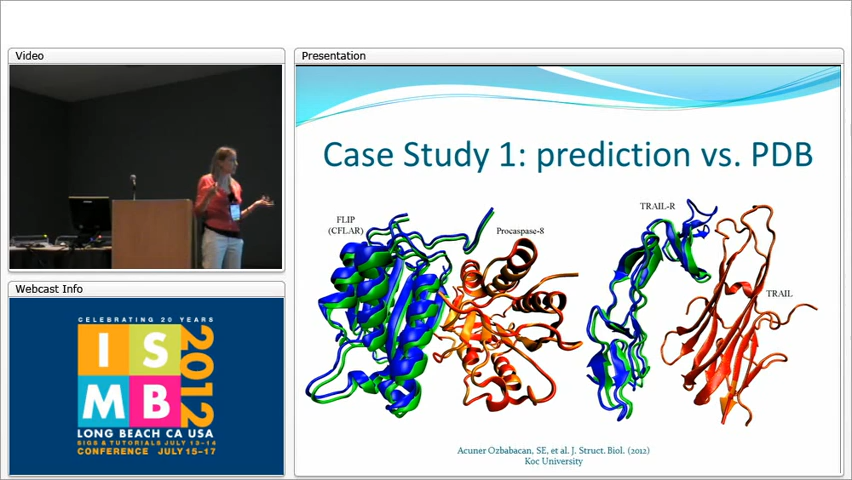 Video
Presentation
Case Study 1: prediction vs. PDB
FLIP
(CFLAR)
Procaspase-8
TRAIL-R
TRAIL
Acuner Ozbabacan, SE, et al. J. Struct. Biol. (2012)
Koc University
Webcast Info
CELEBRATING 20 YEARS
IS
MB
2012
LONG BEACH CA USA
SIGS & TUTORIALS JULY 13-14
CONFERENCE JULY 15-17